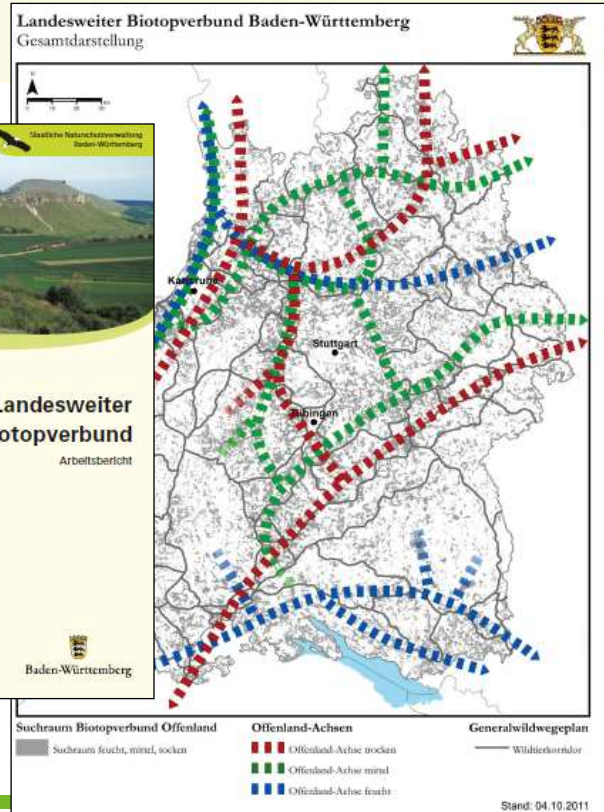 Landesweiter Biotopverbund Baden-Württemberg
Gesamtdarstellung
N
Staatliche Naturschutzverwaltung
Baden-Württemberg
Landesweiter
Biotopverbund
Arbeitsbericht
Baden-Württemberg
Karlsruhe
Stuttgart
Tübingen
Suchraum Biotopverbund Offenland
Suchraum feucht, mittel, trocken
Offenland-Achsen
Offenland-Achse trocken
Offenland-Achse mittel
Offenland-Achse feucht
Generalwildwegeplan
Wildtierkorridor
Stand: 04.10.2011